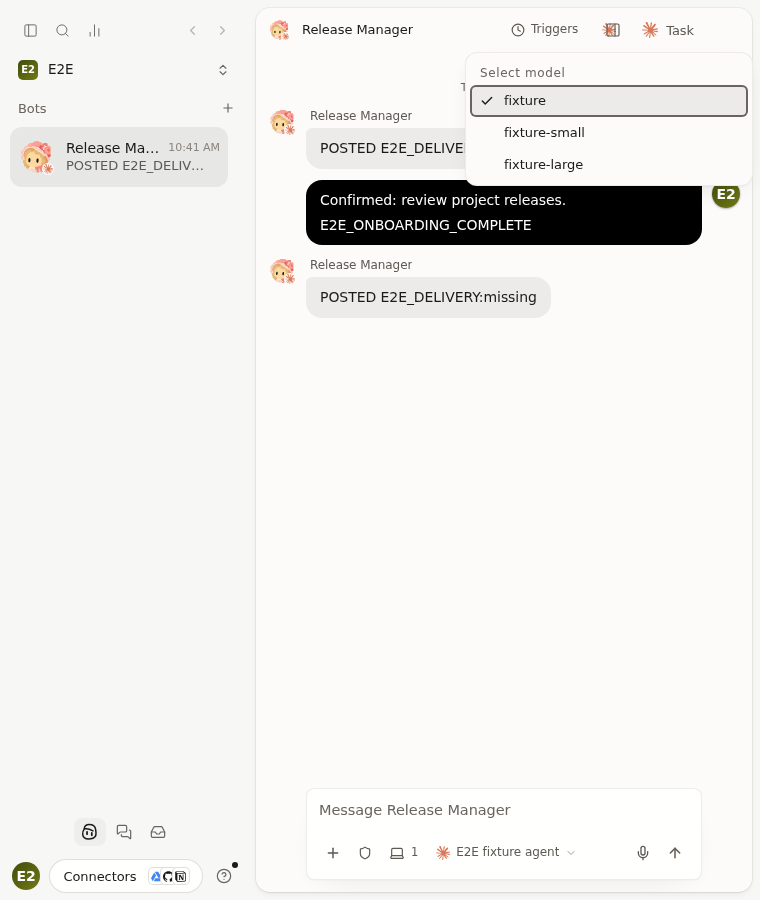 E2 E2E
Bots
Release Ma… 10:41 AM
POSTED E2E_DELIV…
Release Manager
Triggers
Task
Select model
fixture
fixture-small
fixture-large
Release Manager
POSTED E2E_DELIVE
Confirmed: review project releases.
E2E_ONBOARDING_COMPLETE
E2
Release Manager
POSTED E2E_DELIVERY:missing
Message Release Manager
1 E2E fixture agent
E2 Connectors